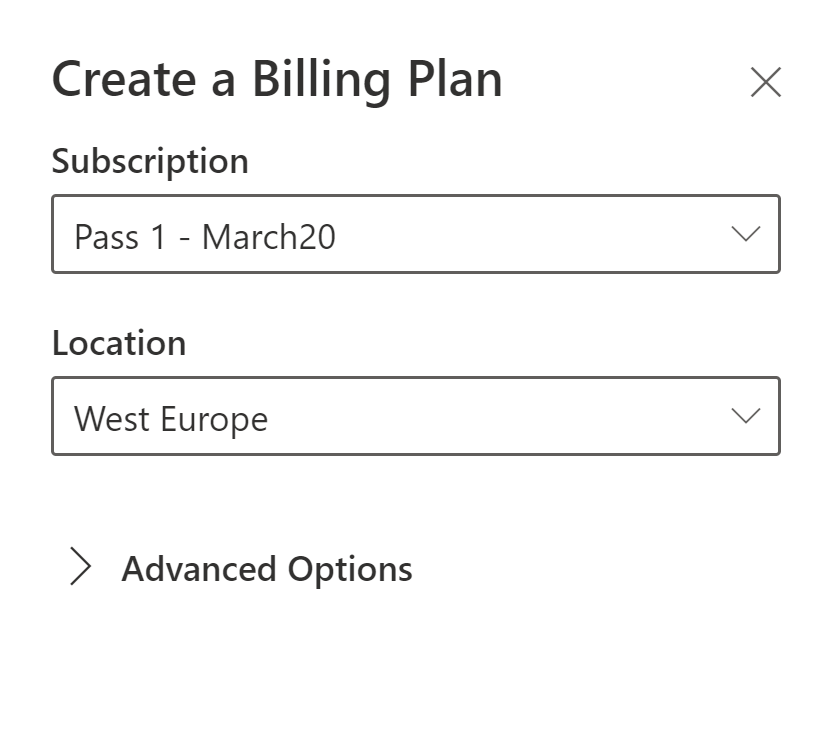 Create a Billing Plan
Subscription
Pass 1 - March20
Location
West Europe
Advanced Options